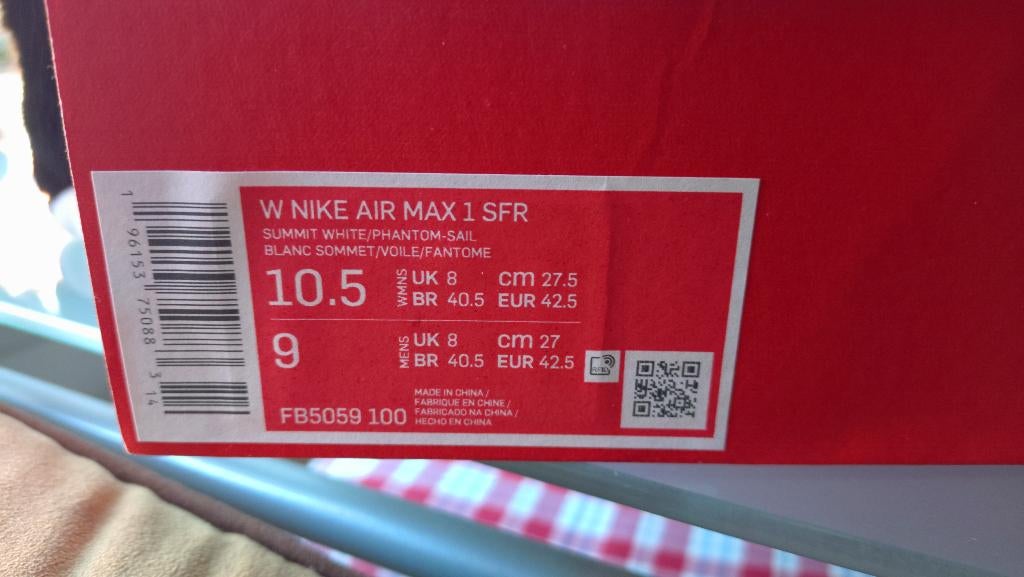 W NIKE AIR MAX 1 SFR
SUMMIT WHITE/PHANTOM-SAIL
BLANC SOMMET/VOILE/FANTOME
10.5 WMNS UK 8 cm 27.5
BR 40.5 EUR 42.5
9 MENS UK 8 cm 27
BR 40.5 EUR 42.5
RFID
FB5059 100
MADE IN CHINA /
FABRIQUE EN CHINE /
FABRICADO NA CHINA /
HECHO EN CHINA
1 96153 75088 3 14